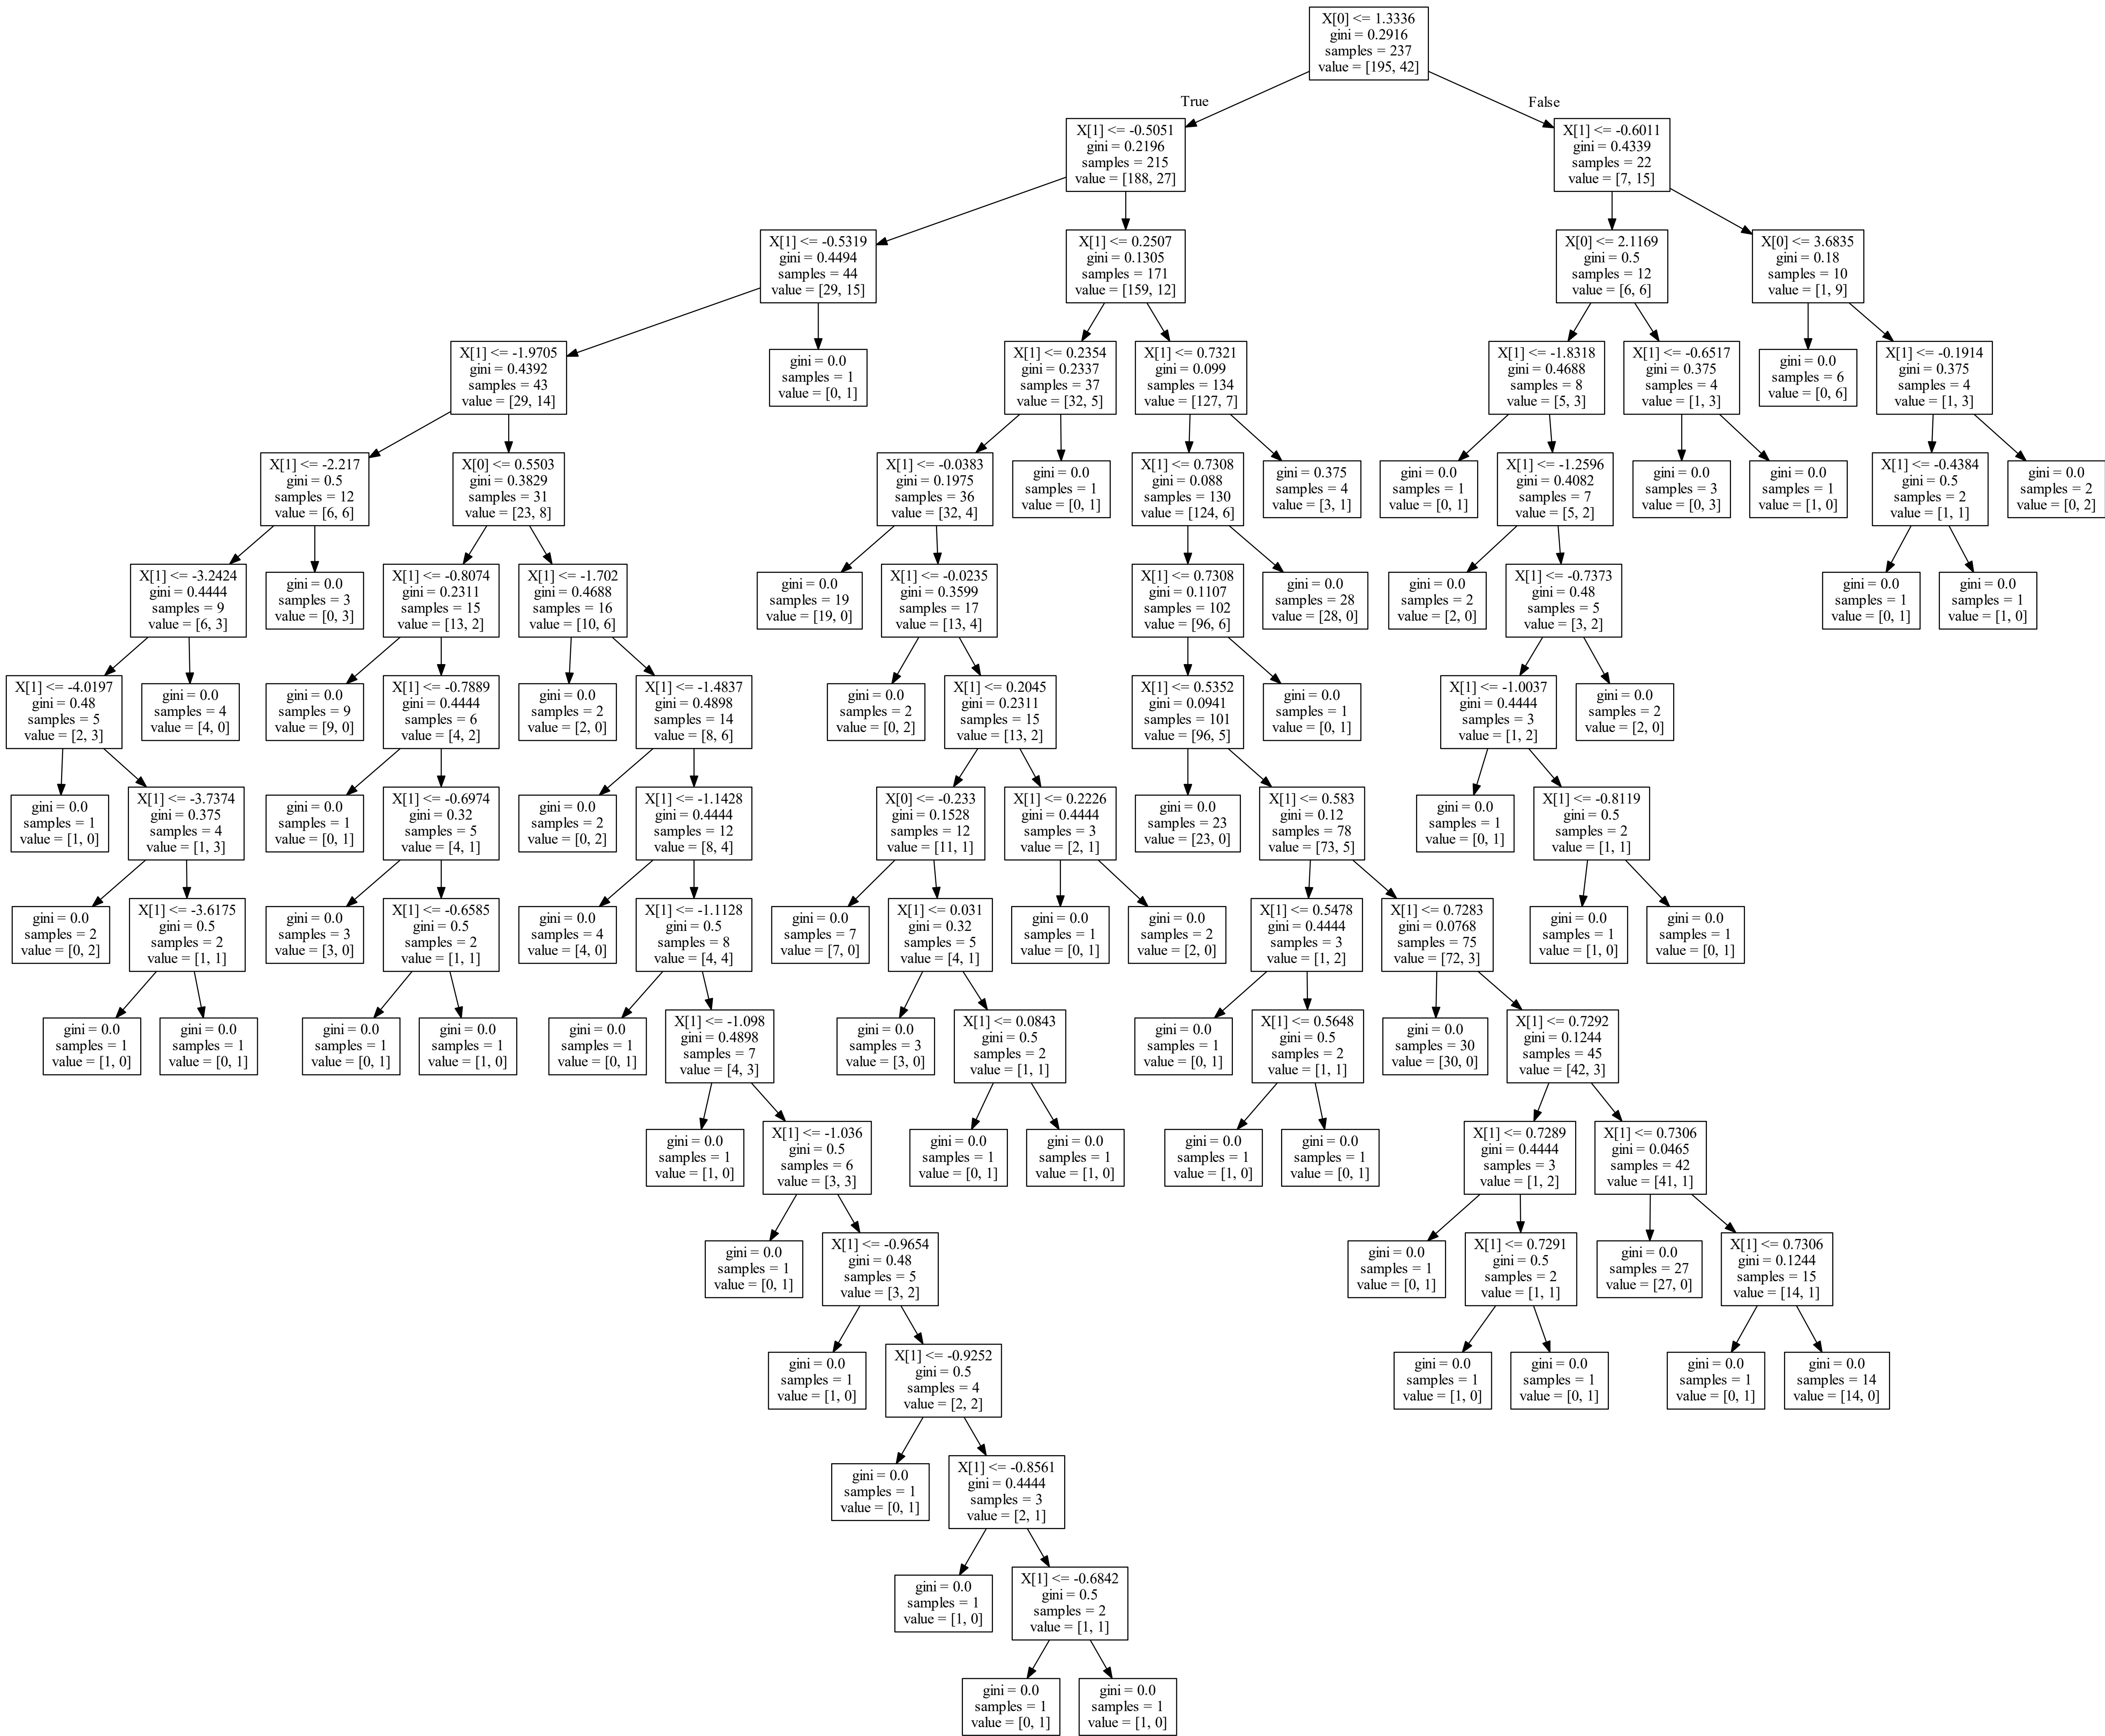 X[0] <= 1.3336
gini = 0.2916
samples = 237
value = [195, 42]
True
False
X[1] <= -0.5051
gini = 0.2196
samples = 215
value = [188, 27]
X[1] <= -0.6011
gini = 0.4339
samples = 22
value = [7, 15]
X[1] <= -0.5319
gini = 0.4494
samples = 44
value = [29, 15]
X[1] <= 0.2507
gini = 0.1305
samples = 171
value = [159, 12]
X[0] <= 2.1169
gini = 0.5
samples = 12
value = [6, 6]
X[0] <= 3.6835
gini = 0.18
samples = 10
value = [1, 9]
X[1] <= -1.9705
gini = 0.4392
samples = 43
value = [29, 14]
gini = 0.0
samples = 1
value = [0, 1]
X[1] <= 0.2354
gini = 0.2337
samples = 37
value = [32, 5]
X[1] <= 0.7321
gini = 0.099
samples = 134
value = [127, 7]
X[1] <= -1.8318
gini = 0.4688
samples = 8
value = [5, 3]
X[1] <= -0.6517
gini = 0.375
samples = 4
value = [1, 3]
gini = 0.0
samples = 6
value = [0, 6]
X[1] <= -0.1914
gini = 0.375
samples = 4
value = [1, 3]
X[1] <= -2.217
gini = 0.5
samples = 12
value = [6, 6]
X[0] <= 0.5503
gini = 0.3829
samples = 31
value = [23, 8]
X[1] <= -0.0383
gini = 0.1975
samples = 36
value = [32, 4]
gini = 0.0
samples = 1
value = [0, 1]
X[1] <= 0.7308
gini = 0.088
samples = 130
value = [124, 6]
gini = 0.375
samples = 4
value = [3, 1]
gini = 0.0
samples = 1
value = [0, 1]
X[1] <= -1.2596
gini = 0.4082
samples = 7
value = [5, 2]
gini = 0.0
samples = 3
value = [0, 3]
gini = 0.0
samples = 1
value = [1, 0]
X[1] <= -0.4384
gini = 0.5
samples = 2
value = [1, 1]
gini = 0.0
samples = 2
value = [0, 2]
X[1] <= -3.2424
gini = 0.4444
samples = 9
value = [6, 3]
gini = 0.0
samples = 3
value = [0, 3]
X[1] <= -0.8074
gini = 0.2311
samples = 15
value = [13, 2]
X[1] <= -1.702
gini = 0.4688
samples = 16
value = [10, 6]
gini = 0.0
samples = 19
value = [19, 0]
X[1] <= -0.0235
gini = 0.3599
samples = 17
value = [13, 4]
X[1] <= 0.7308
gini = 0.1107
samples = 102
value = [96, 6]
gini = 0.0
samples = 28
value = [28, 0]
gini = 0.0
samples = 2
value = [2, 0]
X[1] <= -0.7373
gini = 0.48
samples = 5
value = [3, 2]
gini = 0.0
samples = 1
value = [0, 1]
gini = 0.0
samples = 1
value = [1, 0]
X[1] <= -4.0197
gini = 0.48
samples = 5
value = [2, 3]
gini = 0.0
samples = 4
value = [4, 0]
gini = 0.0
samples = 9
value = [9, 0]
X[1] <= -0.7889
gini = 0.4444
samples = 6
value = [4, 2]
gini = 0.0
samples = 2
value = [2, 0]
X[1] <= -1.4837
gini = 0.4898
samples = 14
value = [8, 6]
gini = 0.0
samples = 2
value = [0, 2]
X[1] <= 0.2045
gini = 0.2311
samples = 15
value = [13, 2]
X[1] <= 0.5352
gini = 0.0941
samples = 101
value = [96, 5]
gini = 0.0
samples = 1
value = [0, 1]
X[1] <= -1.0037
gini = 0.4444
samples = 3
value = [1, 2]
gini = 0.0
samples = 2
value = [2, 0]
gini = 0.0
samples = 1
value = [1, 0]
X[1] <= -3.7374
gini = 0.375
samples = 4
value = [1, 3]
gini = 0.0
samples = 1
value = [0, 1]
X[1] <= -0.6974
gini = 0.32
samples = 5
value = [4, 1]
gini = 0.0
samples = 2
value = [0, 2]
X[1] <= -1.1428
gini = 0.4444
samples = 12
value = [8, 4]
X[0] <= -0.233
gini = 0.1528
samples = 12
value = [11, 1]
X[1] <= 0.2226
gini = 0.4444
samples = 3
value = [2, 1]
gini = 0.0
samples = 23
value = [23, 0]
X[1] <= 0.583
gini = 0.12
samples = 78
value = [73, 5]
gini = 0.0
samples = 1
value = [0, 1]
X[1] <= -0.8119
gini = 0.5
samples = 2
value = [1, 1]
gini = 0.0
samples = 2
value = [0, 2]
X[1] <= -3.6175
gini = 0.5
samples = 2
value = [1, 1]
gini = 0.0
samples = 3
value = [3, 0]
X[1] <= -0.6585
gini = 0.5
samples = 2
value = [1, 1]
gini = 0.0
samples = 4
value = [4, 0]
X[1] <= -1.1128
gini = 0.5
samples = 8
value = [4, 4]
gini = 0.0
samples = 7
value = [7, 0]
X[1] <= 0.031
gini = 0.32
samples = 5
value = [4, 1]
gini = 0.0
samples = 1
value = [0, 1]
gini = 0.0
samples = 2
value = [2, 0]
X[1] <= 0.5478
gini = 0.4444
samples = 3
value = [1, 2]
X[1] <= 0.7283
gini = 0.0768
samples = 75
value = [72, 3]
gini = 0.0
samples = 1
value = [1, 0]
gini = 0.0
samples = 1
value = [0, 1]
gini = 0.0
samples = 1
value = [1, 0]
gini = 0.0
samples = 1
value = [0, 1]
gini = 0.0
samples = 1
value = [0, 1]
gini = 0.0
samples = 1
value = [1, 0]
gini = 0.0
samples = 1
value = [0, 1]
X[1] <= -1.098
gini = 0.4898
samples = 7
value = [4, 3]
gini = 0.0
samples = 3
value = [3, 0]
X[1] <= 0.0843
gini = 0.5
samples = 2
value = [1, 1]
gini = 0.0
samples = 1
value = [0, 1]
X[1] <= 0.5648
gini = 0.5
samples = 2
value = [1, 1]
gini = 0.0
samples = 30
value = [30, 0]
X[1] <= 0.7292
gini = 0.1244
samples = 45
value = [42, 3]
gini = 0.0
samples = 1
value = [1, 0]
X[1] <= -1.036
gini = 0.5
samples = 6
value = [3, 3]
gini = 0.0
samples = 1
value = [0, 1]
gini = 0.0
samples = 1
value = [1, 0]
gini = 0.0
samples = 1
value = [1, 0]
gini = 0.0
samples = 1
value = [0, 1]
X[1] <= 0.7289
gini = 0.4444
samples = 3
value = [1, 2]
X[1] <= 0.7306
gini = 0.0465
samples = 42
value = [41, 1]
gini = 0.0
samples = 1
value = [0, 1]
X[1] <= -0.9654
gini = 0.48
samples = 5
value = [3, 2]
gini = 0.0
samples = 1
value = [0, 1]
X[1] <= 0.7291
gini = 0.5
samples = 2
value = [1, 1]
gini = 0.0
samples = 27
value = [27, 0]
X[1] <= 0.7306
gini = 0.1244
samples = 15
value = [14, 1]
gini = 0.0
samples = 1
value = [1, 0]
X[1] <= -0.9252
gini = 0.5
samples = 4
value = [2, 2]
gini = 0.0
samples = 1
value = [1, 0]
gini = 0.0
samples = 1
value = [0, 1]
gini = 0.0
samples = 1
value = [0, 1]
gini = 0.0
samples = 14
value = [14, 0]
gini = 0.0
samples = 1
value = [0, 1]
X[1] <= -0.8561
gini = 0.4444
samples = 3
value = [2, 1]
gini = 0.0
samples = 1
value = [1, 0]
X[1] <= -0.6842
gini = 0.5
samples = 2
value = [1, 1]
gini = 0.0
samples = 1
value = [0, 1]
gini = 0.0
samples = 1
value = [1, 0]